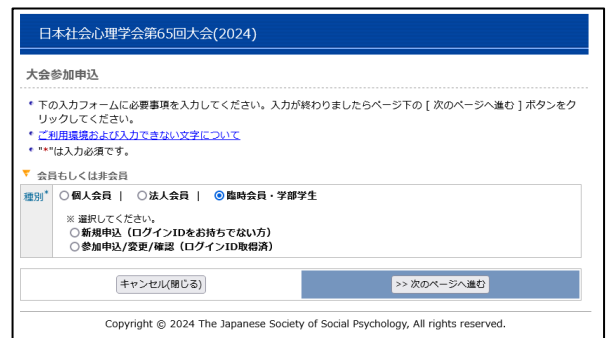 日本社会心理学会第65回大会(2024)
大会参加申込
下の入力フォームに必要事項を入力してください。入力が終わりましたらページ下の [ 次のページへ進む ] ボタンをク
リックしてください。
ご利用環境および入力できない文字について
"*"は入力必須です。
会員もしくは非会員
種別* 個人会員 | 法人会員 | 臨時会員・学部学生
※ 選択してください。
新規申込（ログインIDをお持ちでない方）
参加申込/変更/確認（ログインID取得済）
キャンセル(閉じる) >> 次のページへ進む
Copyright © 2024 The Japanese Society of Social Psychology, All rights reserved.